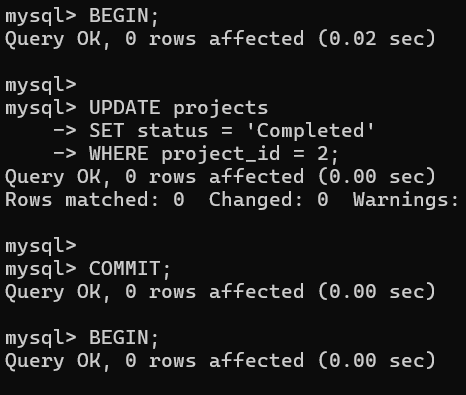 mysql> BEGIN;
Query OK, 0 rows affected (0.02 sec)
mysql>
mysql> UPDATE projects
    -> SET status = 'Completed'
    -> WHERE project_id = 2;
Query OK, 0 rows affected (0.00 sec)
Rows matched: 0  Changed: 0  Warnings:
mysql>
mysql> COMMIT;
Query OK, 0 rows affected (0.00 sec)
mysql> BEGIN;
Query OK, 0 rows affected (0.00 sec)